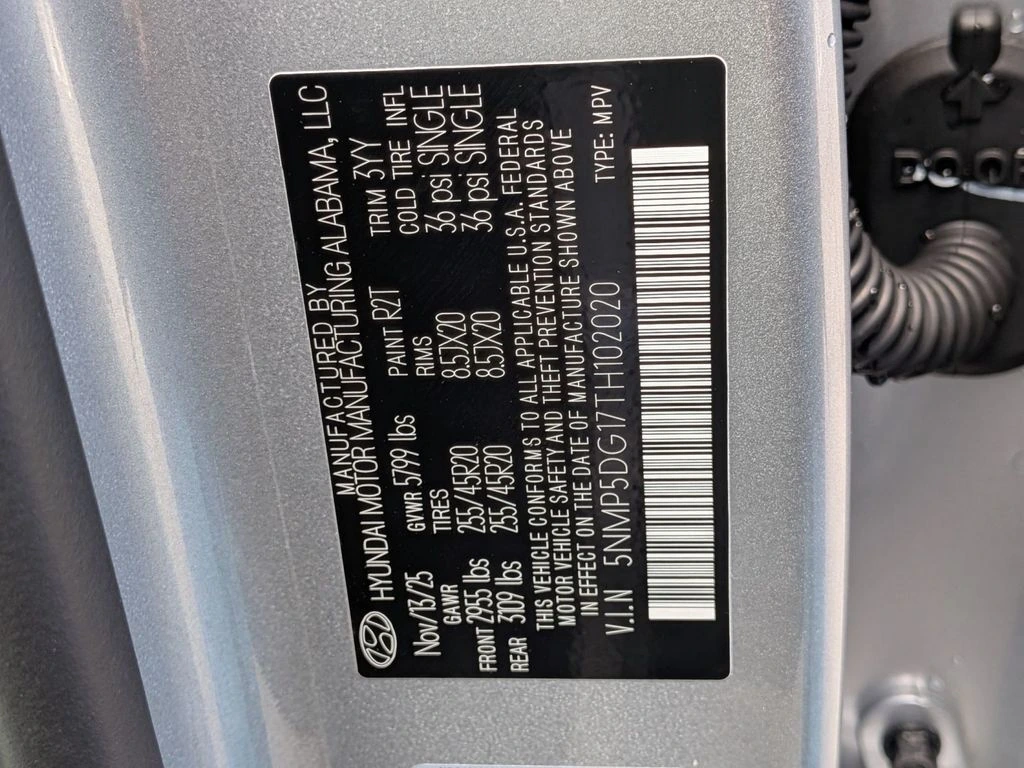 MANUFACTURED BY
HYUNDAI MOTOR MANUFACTURING ALABAMA, LLC
Nov/13/25 GVWR 5799 lbs PAINT R2T TRIM 3YY
GAWR TIRES RIMS COLD TIRE INFL
FRONT 2955 lbs 255/45R20 8.5JX20 36 psi SINGLE
REAR 3109 lbs 255/45R20 8.5JX20 36 psi SINGLE
THIS VEHICLE CONFORMS TO ALL APPLICABLE U.S.A. FEDERAL
MOTOR VEHICLE SAFETY AND THEFT PREVENTION STANDARDS
IN EFFECT ON THE DATE OF MANUFACTURE SHOWN ABOVE
V.I.N 5NMP5DG17TH102020 TYPE: MPV